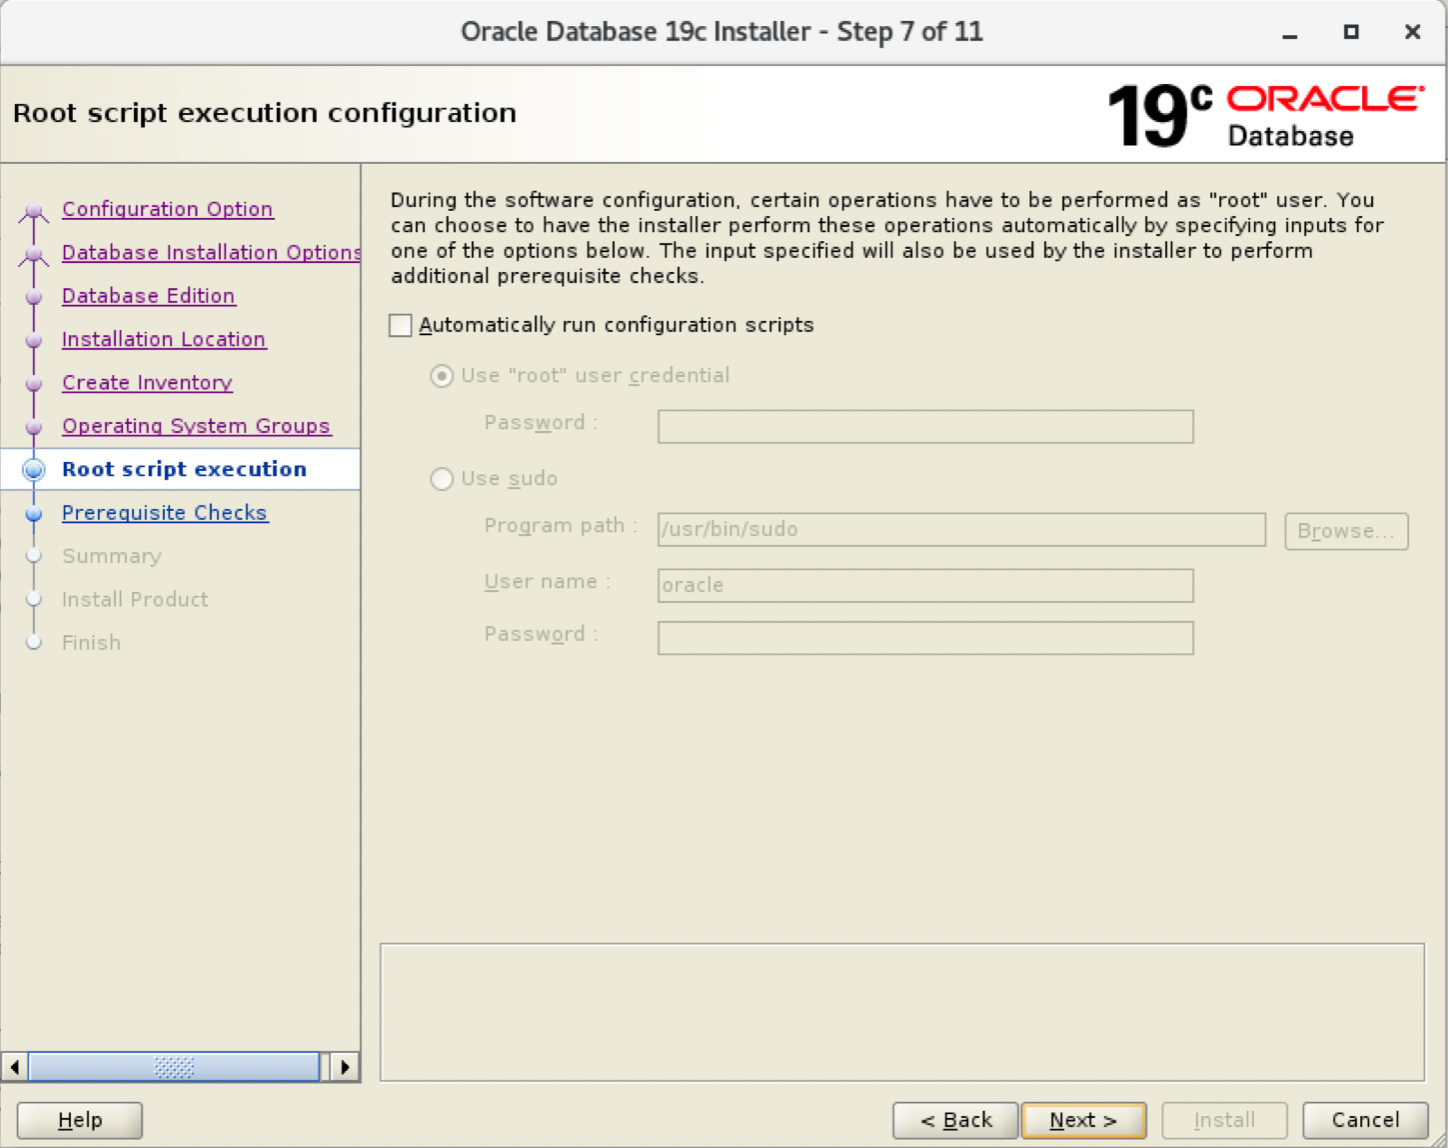 Oracle Database 19c Installer - Step 7 of 11
Root script execution configuration
19c ORACLE
Database
Configuration Option
Database Installation Options
Database Edition
Installation Location
Create Inventory
Operating System Groups
Root script execution
Prerequisite Checks
Summary
Install Product
Finish
During the software configuration, certain operations have to be performed as "root" user. You
can choose to have the installer perform these operations automatically by specifying inputs for
one of the options below. The input specified will also be used by the installer to perform
additional prerequisite checks.
Automatically run configuration scripts
Use "root" user credential
Password :
Use sudo
Program path : /usr/bin/sudo Browse...
User name : oracle
Password :
Help < Back Next > Install Cancel